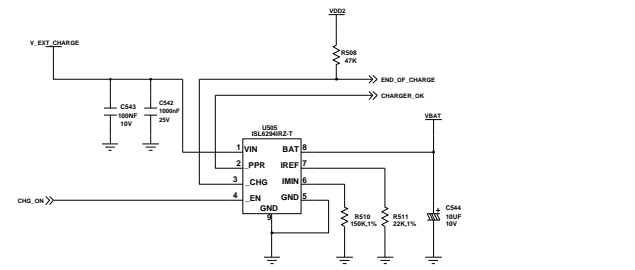 VDD2
V_EXT_CHARGE
R508
47K
END_OF_CHARGE
CHARGER_OK
C543
100NF
10V
C542
1000nF
25V
U505
ISL6294IRZ-T
VBAT
1 VIN BAT 8
2 _PPR IREF 7
3 _CHG IMIN 6
4 _EN GND 5
GND
9
CHG_ON
R510
150K,1%
R511
22K,1%
C544
10UF
10V
+